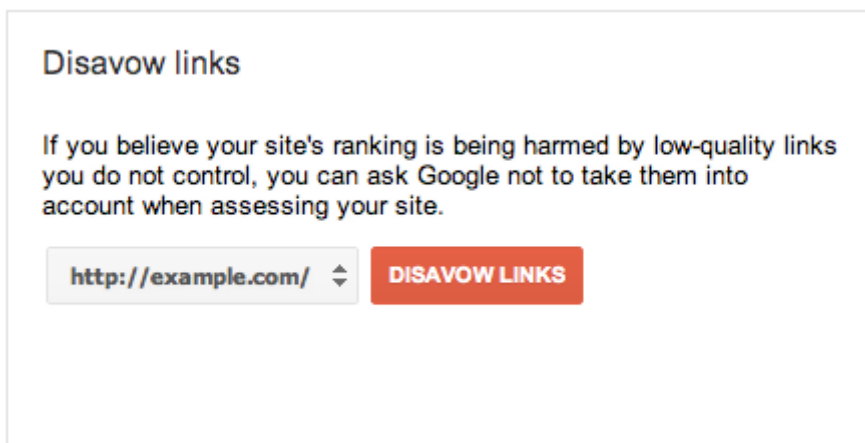 Disavow links
If you believe your site's ranking is being harmed by low-quality links
you do not control, you can ask Google not to take them into
account when assessing your site.
http://example.com/ DISAVOW LINKS